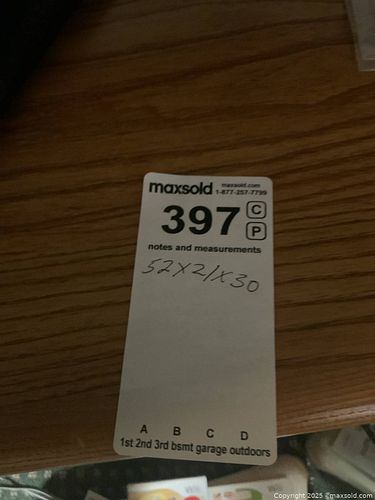 maxsold maxsold.com
1-877-257-7799
397 C
P
notes and measurements
52X21X30
A B C D
1st 2nd 3rd bsmt garage outdoors
Copyright 2025 maxsold.com